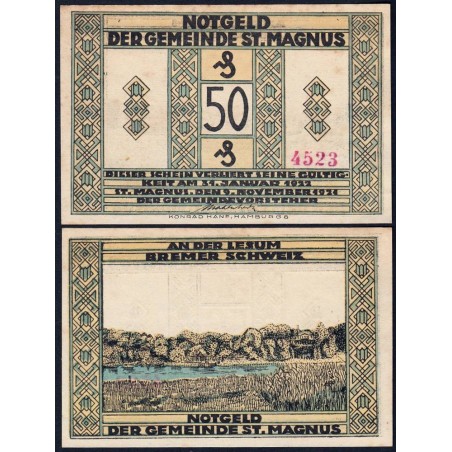 NOTGELD
DER GEMEINDE ST. MAGNUS
50
4523
DIESER SCHEIN VERLIERT SEINE GÜLTIG:
KEIT AM 31. JANUAR 1922
ST. MAGNUS, DEN 3. NOVEMBER 1921
DER GEMEINDEVORSTEHER
KONRAD HANF, HAMBURG 8
AN DER LESUM
BREMER SCHWEIZ
NOTGELD
DER GEMEINDE ST. MAGNUS